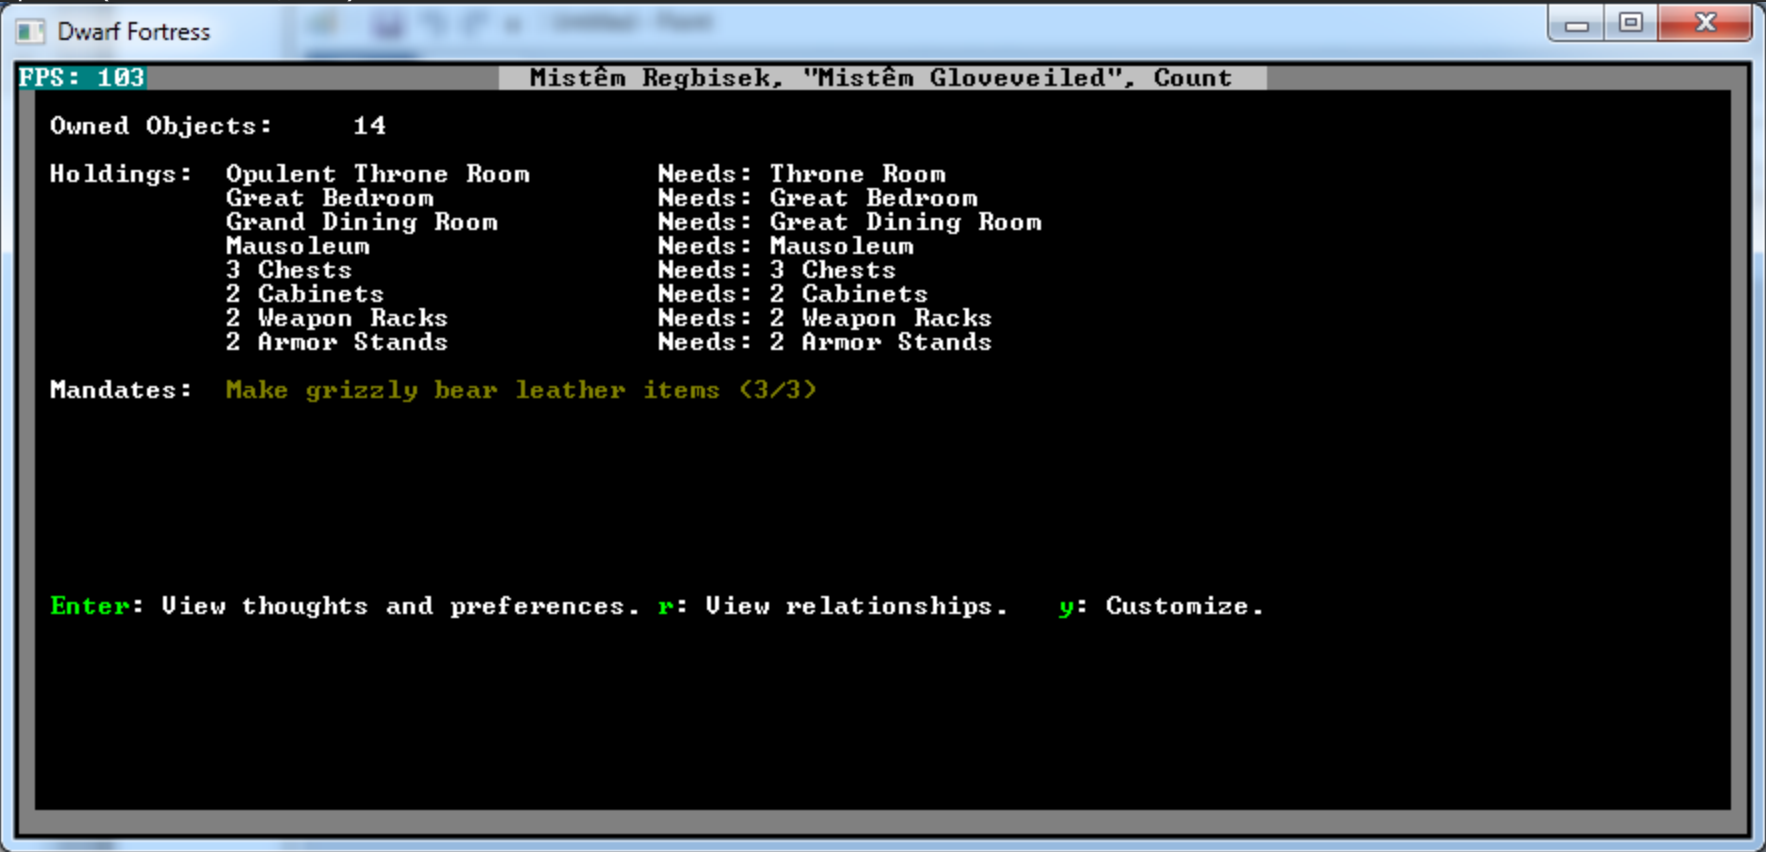 Dwarf Fortress
FPS: 103 Mistêm Regbisek, "Mistêm Gloveveiled", Count
Owned Objects: 14
Holdings: Opulent Throne Room Needs: Throne Room
Great Bedroom Needs: Great Bedroom
Grand Dining Room Needs: Great Dining Room
Mausoleum Needs: Mausoleum
3 Chests Needs: 3 Chests
2 Cabinets Needs: 2 Cabinets
2 Weapon Racks Needs: 2 Weapon Racks
2 Armor Stands Needs: 2 Armor Stands
Mandates: Make grizzly bear leather items (3/3)
Enter: View thoughts and preferences. r: View relationships. y: Customize.